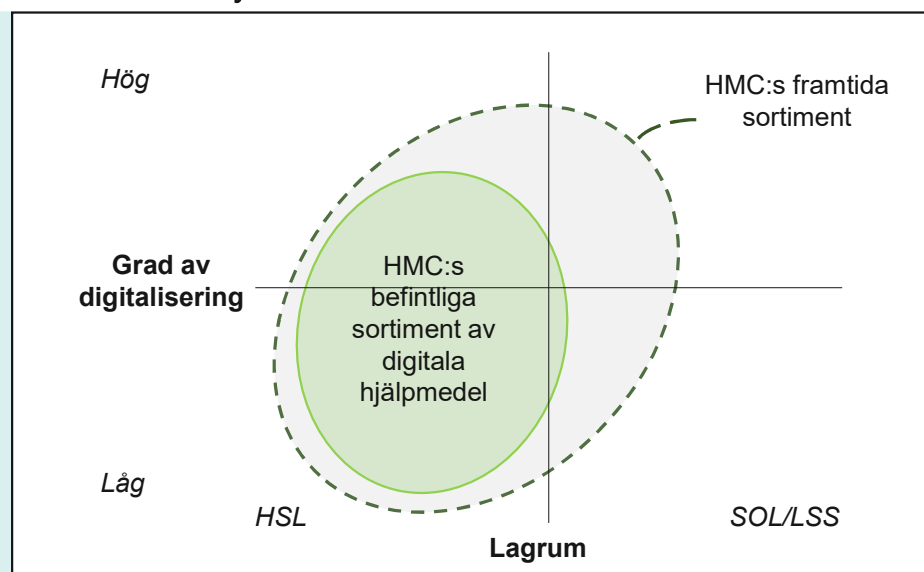 Hög
HMC:s framtida
sortiment
Grad av
digitalisering
HMC:s
befintliga
sortiment av
digitala
hjälpmedel
Låg
HSL
SOL/LSS
Lagrum